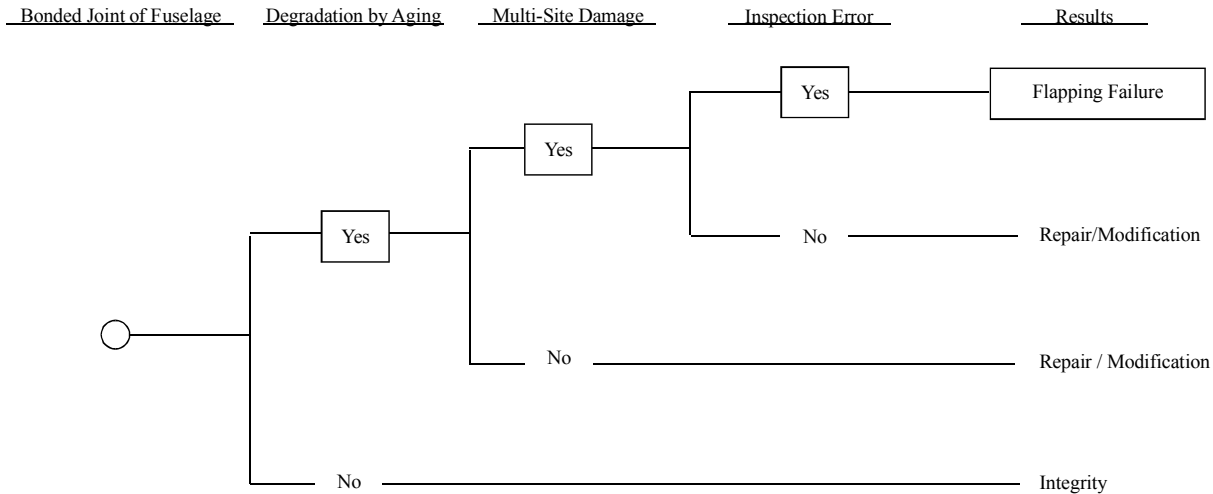 Bonded Joint of Fuselage Degradation by Aging Multi-Site Damage Inspection Error Results
Yes Flapping Failure
Yes
Yes
No Repair/Modification
No Repair / Modification
No Integrity